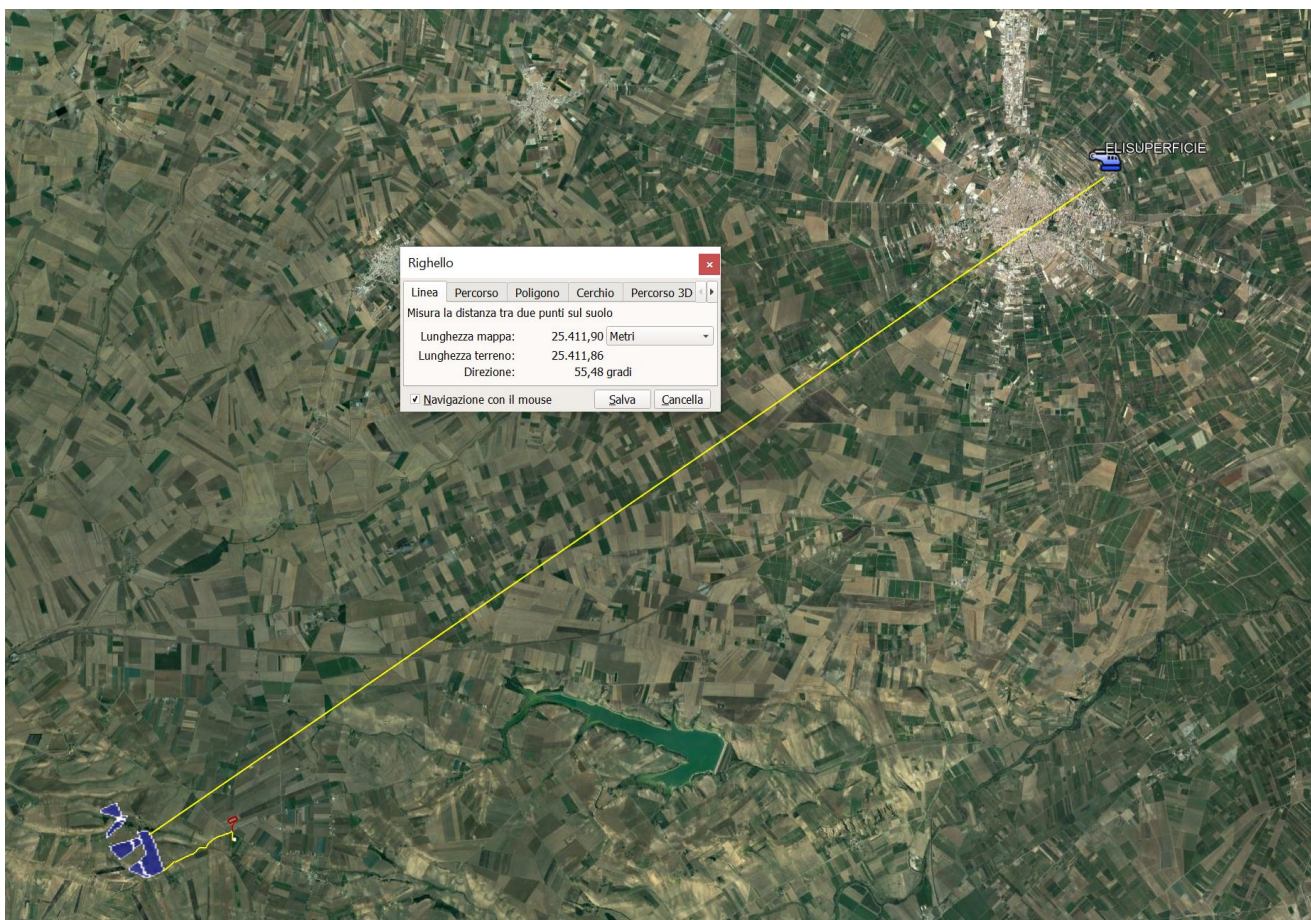 ELISUPERFICIE
Righello
Linea Percorso Poligono Cerchio Percorso 3D
Misura la distanza tra due punti sul suolo
Lunghezza mappa: 25.411,90 Metri
Lunghezza terreno: 25.411,86
Direzione: 55,48 gradi
Navigazione con il mouse Salva Cancella